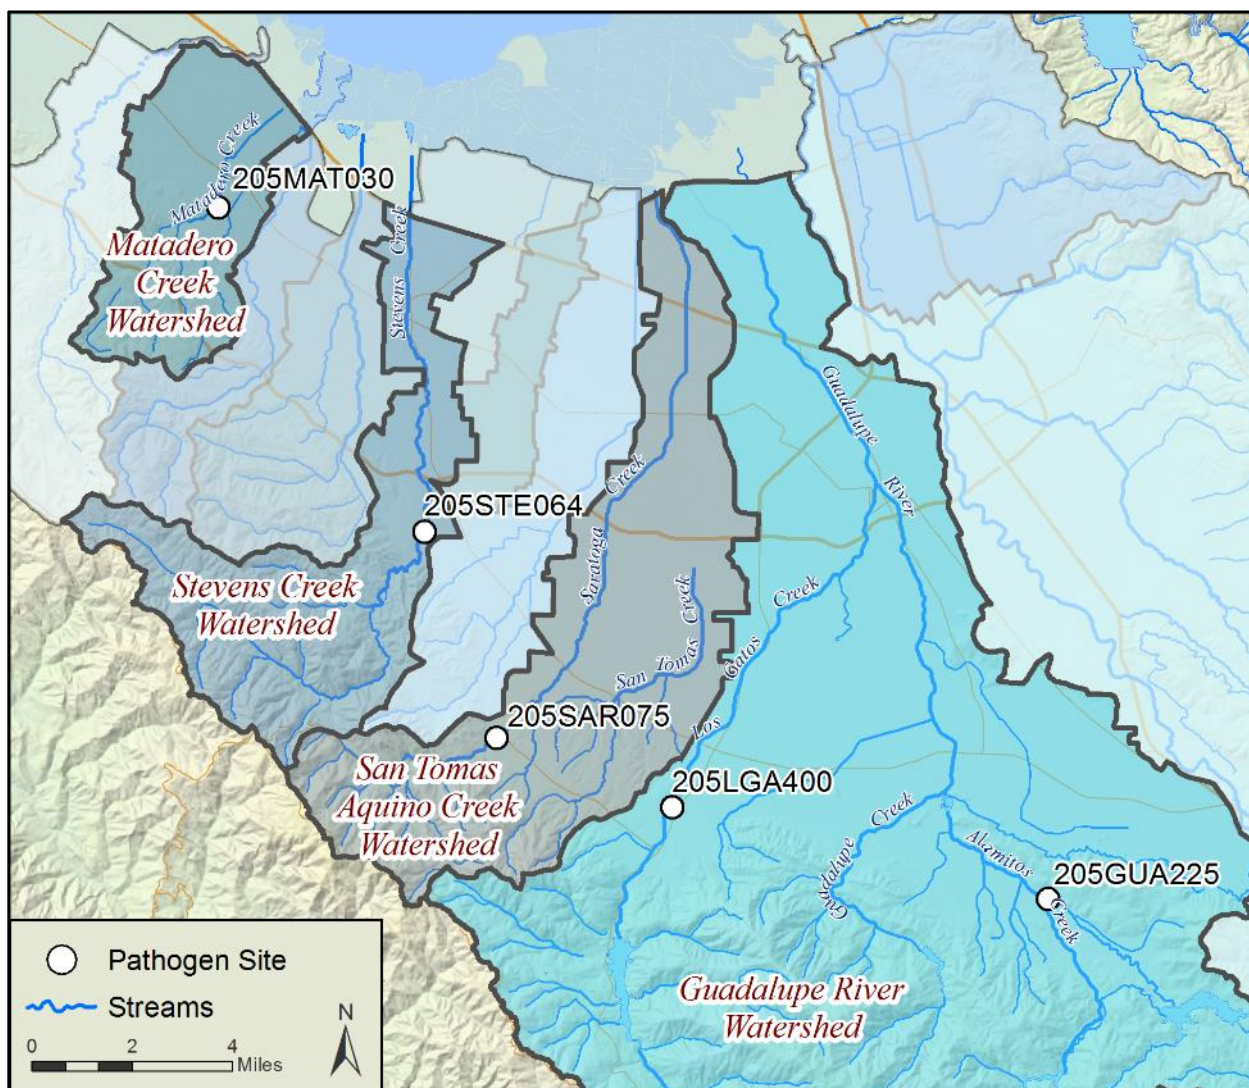 Matadero Creek
205MAT030
Matadero
Creek
Watershed
Stevens Creek
205STE064
Stevens Creek
Watershed
Saratoga Creek
San Tomas Creek
205SAR075
San Tomas
Aquino Creek
Watershed
Guadalupe River
Los Gatos Creek
205LGA400
Guadalupe Creek
Alamitos Creek
205GUA225
Guadalupe River
Watershed
Pathogen Site
Streams
N
0 2 4
Miles